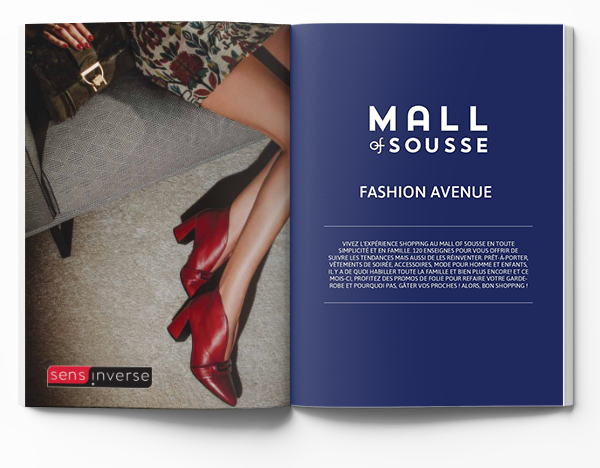 sens inverse
MALL
of SOUSSE
FASHION AVENUE
VIVEZ L'EXPÉRIENCE SHOPPING AU MALL OF SOUSSE EN TOUTE
SIMPLICITÉ ET EN FAMILLE. 120 ENSEIGNES POUR VOUS OFFRIR DE
SUIVRE LES TENDANCES MAIS AUSSI DE LES RÉINVENTER. PRÊT-À-PORTER,
VÊTEMENTS DE SOIRÉE, ACCESSOIRES, MODE POUR HOMME ET ENFANTS,
IL Y A DE QUOI HABILLER TOUTE LA FAMILLE ET BIEN PLUS ENCORE! ET CE
MOIS-CI, PROFITEZ DES PROMOS DE FOLIE POUR REFAIRE VOTRE GARDE-
ROBE ET POURQUOI PAS, GÂTER VOS PROCHES ! ALORS, BON SHOPPING !